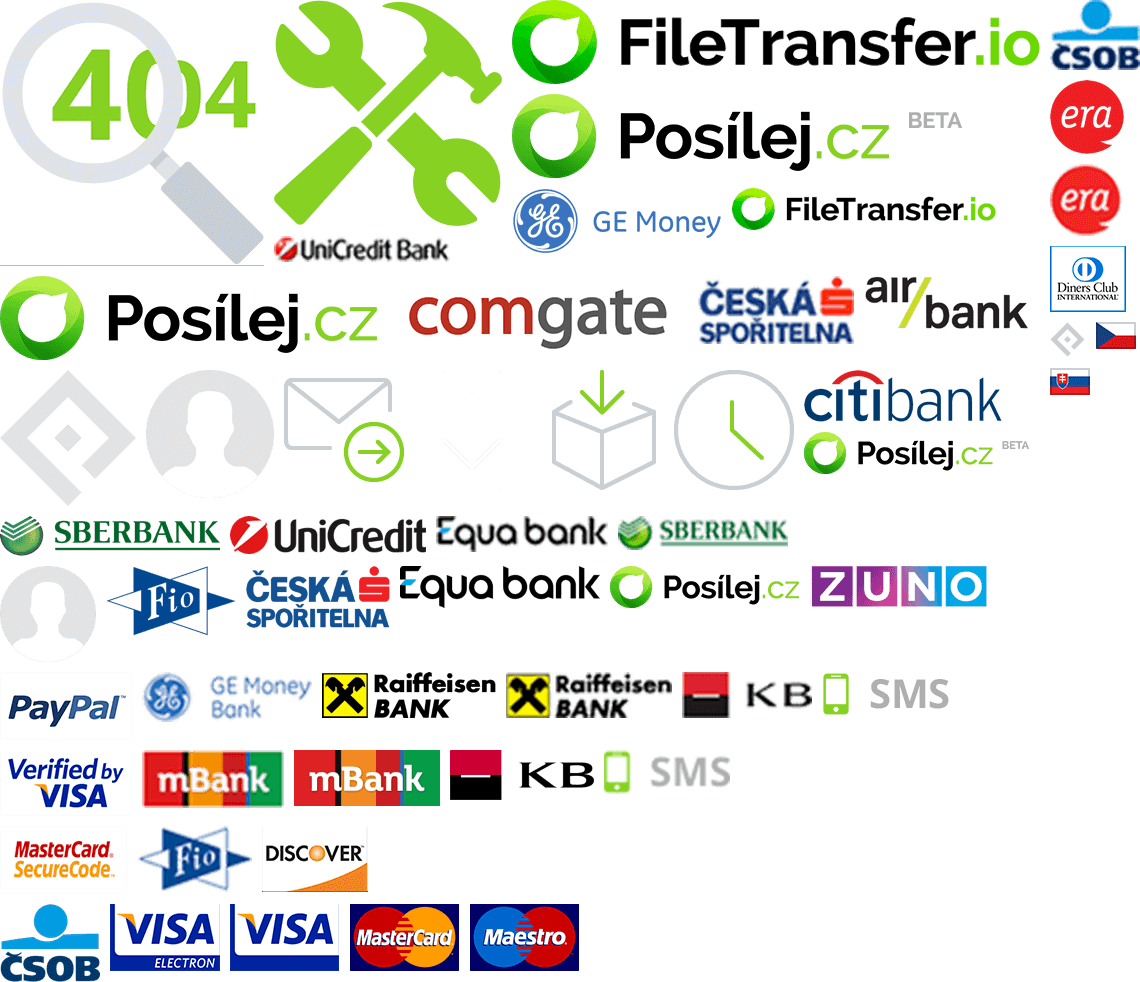 404
404
FileTransfer.io
ČSOB
era
Posílej.cz BETA
era
GE Money
FileTransfer.io
UniCredit Bank
Diners Club
INTERNATIONAL
Posílej.cz
comgate
ČESKÁ
SPOŘITELNA
air bank
citibank
Posílej.cz BETA
SBERBANK
UniCredit
Equa bank
SBERBANK
Fio
ČESKÁ
SPOŘITELNA
Equa bank
Posílej.cz
ZUNO
PayPal™
GE Money
Bank
Raiffeisen
BANK
Raiffeisen
BANK
KB
SMS
Verified by
VISA
mBank
mBank
KB
SMS
MasterCard.
SecureCode.
Fio
DISCOVER
ČSOB
VISA
ELECTRON
VISA
MasterCard
Maestro